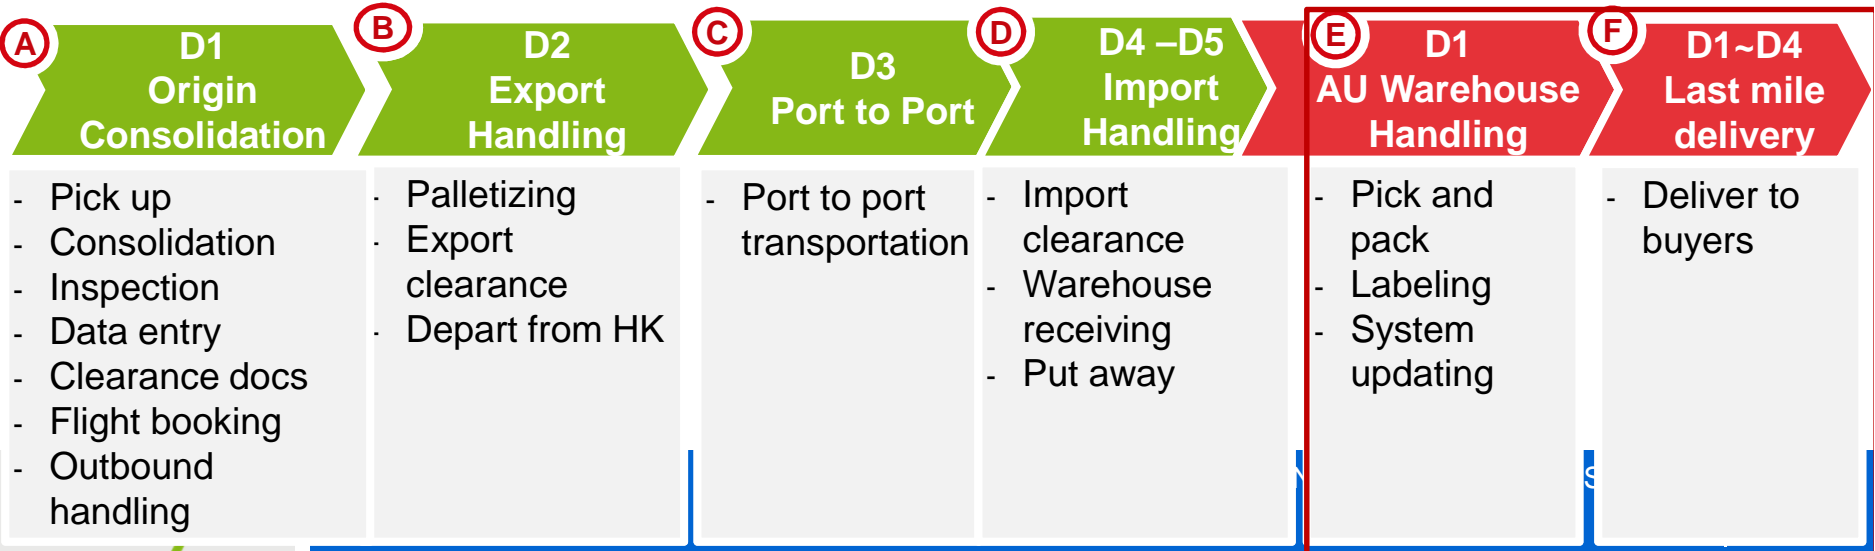 A
D1
Origin
Consolidation
- Pick up
- Consolidation
- Inspection
- Data entry
- Clearance docs
- Flight booking
- Outbound
handling
B
D2
Export
Handling
- Palletizing
- Export
clearance
- Depart from HK
C
D3
Port to Port
- Port to port
transportation
D
D4 –D5
Import
Handling
- Import
clearance
- Warehouse
receiving
- Put away
E
D1
AU Warehouse
Handling
- Pick and
pack
- Labeling
- System
updating
F
D1~D4
Last mile
delivery
- Deliver to
buyers